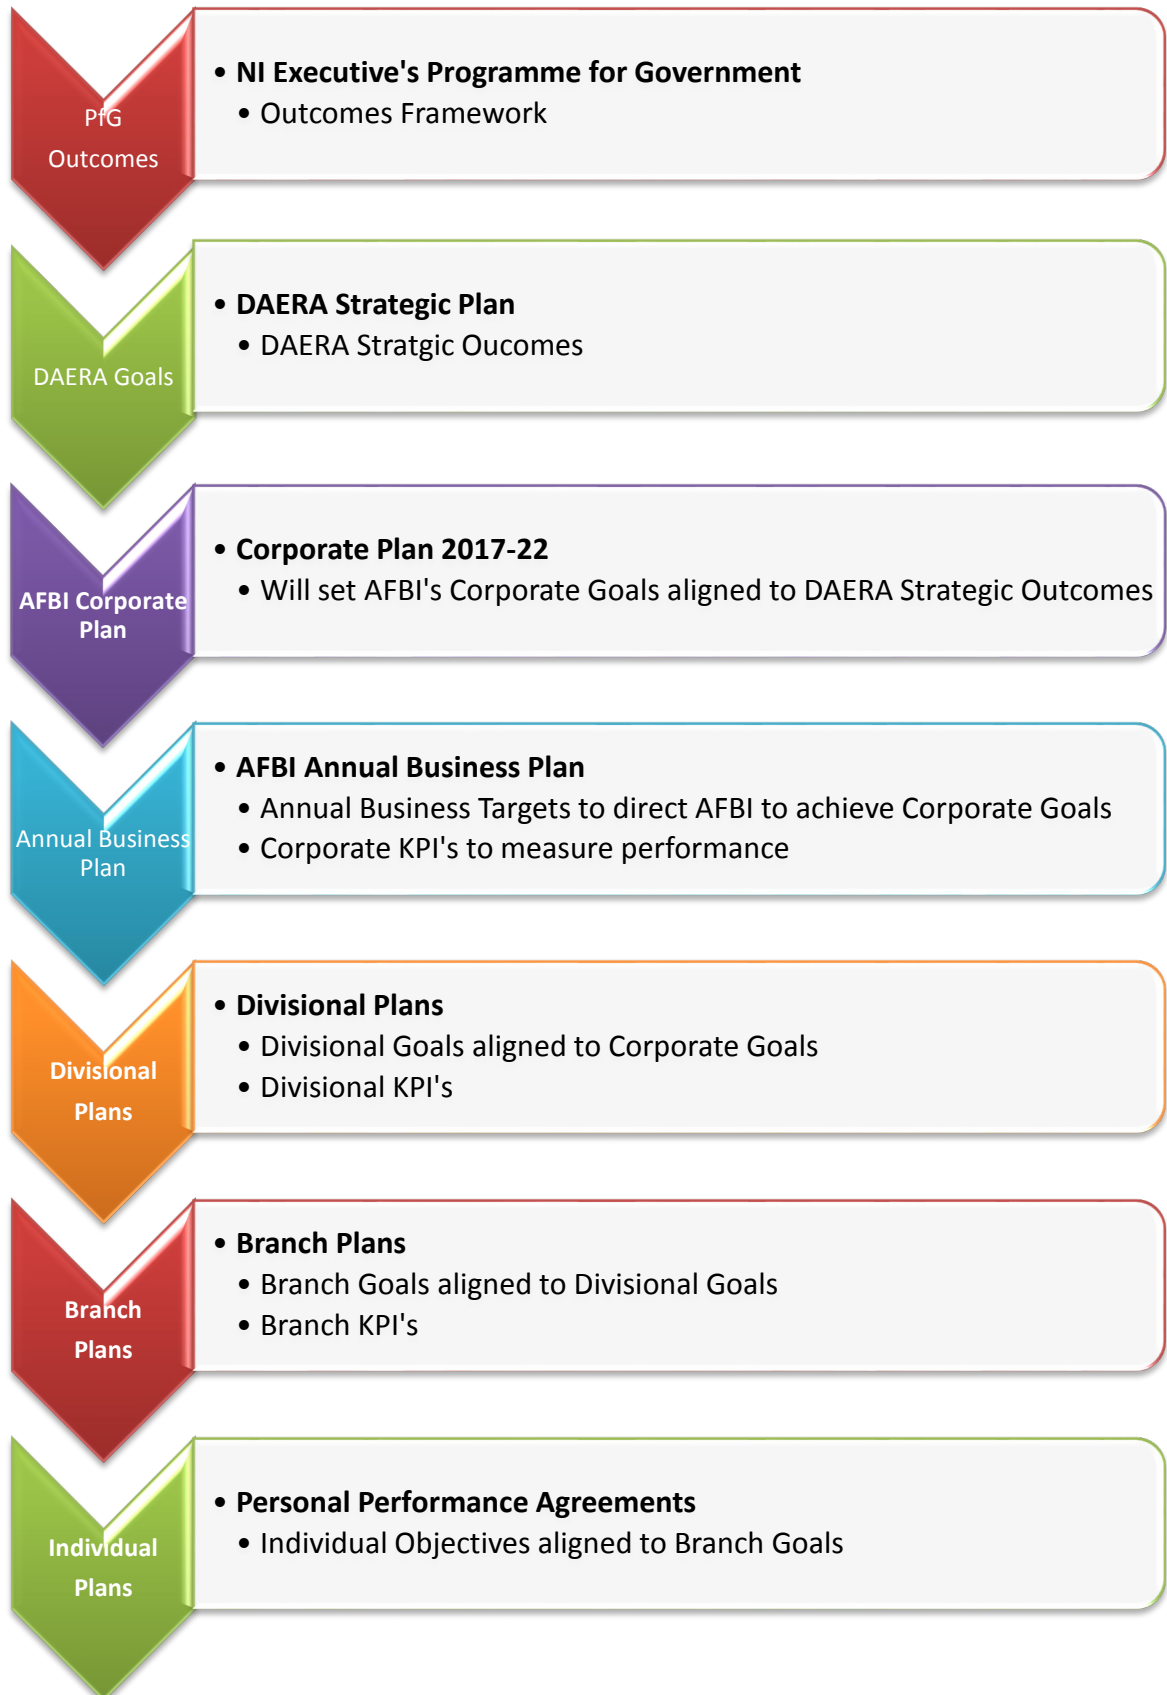 PfG
Outcomes
• NI Executive's Programme for Government
• Outcomes Framework
DAERA Goals
• DAERA Strategic Plan
• DAERA Stratgic Oucomes
AFBI Corporate
Plan
• Corporate Plan 2017-22
• Will set AFBI's Corporate Goals aligned to DAERA Strategic Outcomes
Annual Business
Plan
• AFBI Annual Business Plan
• Annual Business Targets to direct AFBI to achieve Corporate Goals
• Corporate KPI's to measure performance
Divisional
Plans
• Divisional Plans
• Divisional Goals aligned to Corporate Goals
• Divisional KPI's
Branch
Plans
• Branch Plans
• Branch Goals aligned to Divisional Goals
• Branch KPI's
Individual
Plans
• Personal Performance Agreements
• Individual Objectives aligned to Branch Goals